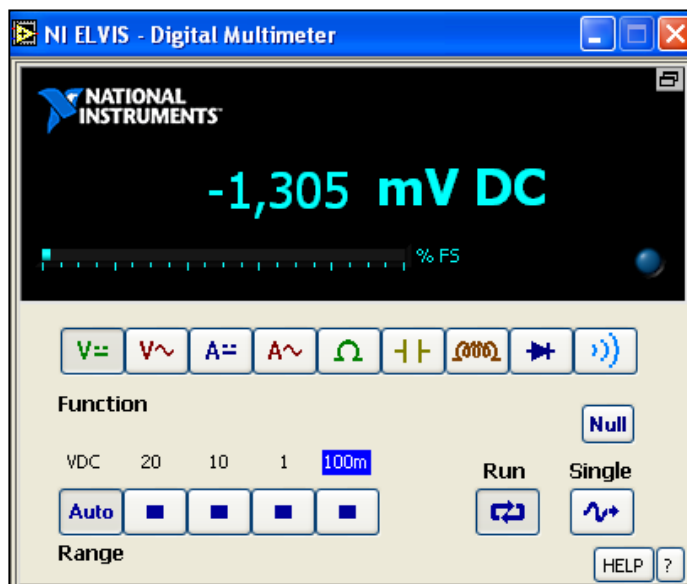 NI ELVIS - Digital Multimeter
NATIONAL
INSTRUMENTS™
-1,305 mV DC
% FS
V V A A Ω
Function
Null
VDC 20 10 1 100m
Run Single
Auto
Range
HELP ?